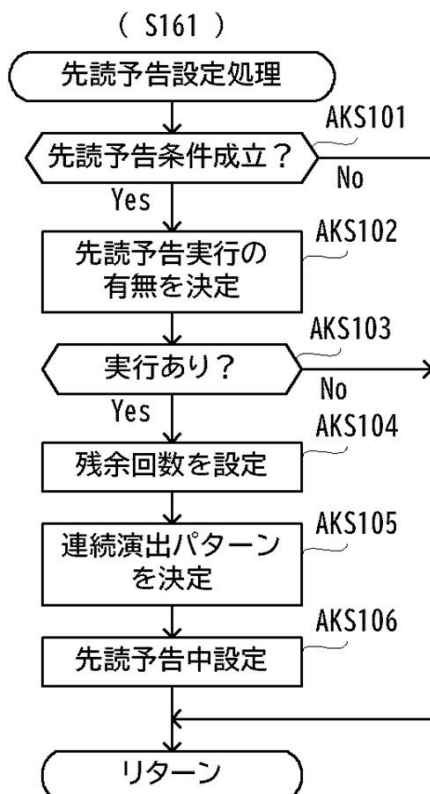 ( S161 )
先読予告設定処理
AKS101
先読予告条件成立？
No
Yes
AKS102
先読予告実行の
有無を決定
AKS103
実行あり？
No
Yes
AKS104
残余回数を設定
AKS105
連続演出パターン
を決定
AKS106
先読予告中設定
リターン